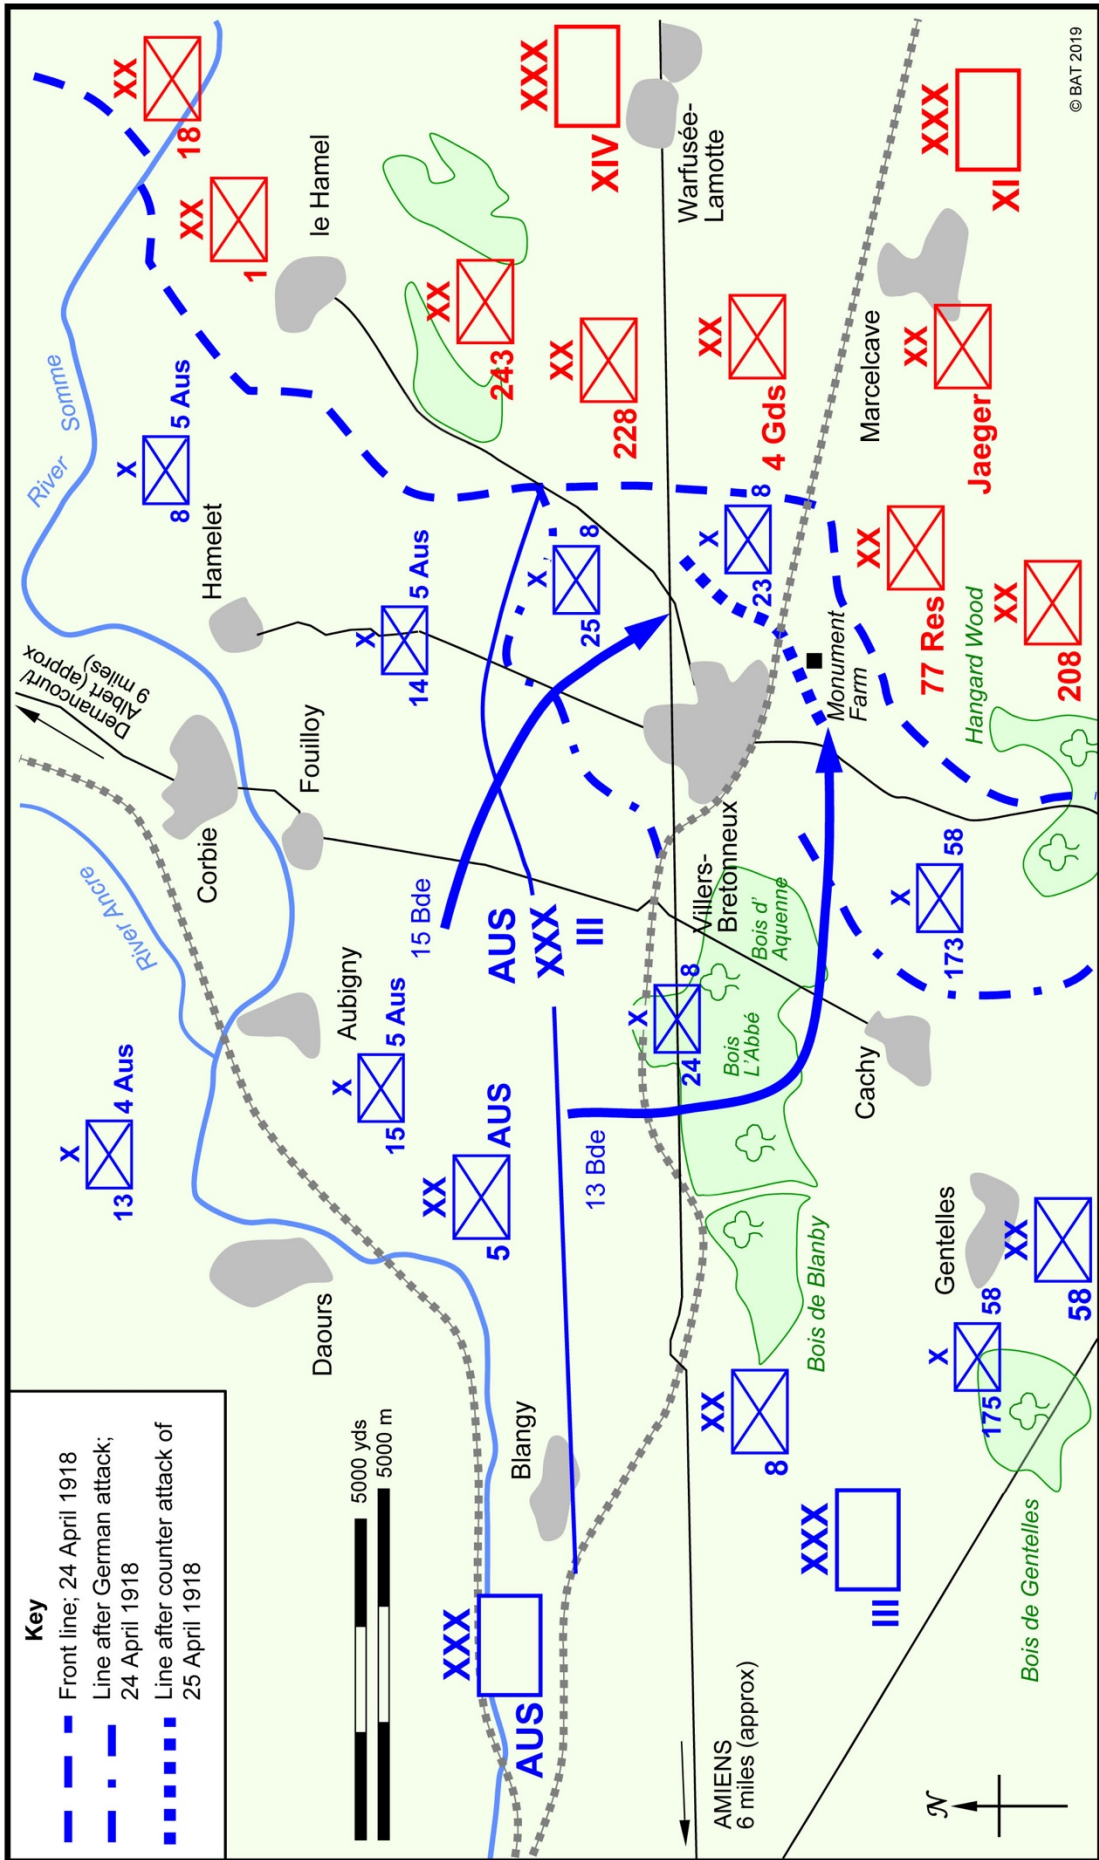 Key
Front line; 24 April 1918
Line after German attack;
24 April 1918
Line after counter attack of
25 April 1918
5000 yds
5000 m
XXX
AUS
Blangy
Daours
X
13
4 Aus
River Ancre
Aubigny
X
15
5 Aus
XX
5
AUS
15 Bde
AUS
XXX
III
13 Bde
Corbie
Fouilloy
Dernancourt/
Albert (approx
9 miles)
Hamelet
River Somme
X
8
5 Aus
X
14
5 Aus
X
25
8
XX
18
XX
1
le Hamel
XX
243
XX
228
XXX
XIV
Warfusée-
Lamotte
XX
4 Gds
X
23
8
Monument
Farm
Marcelcave
XXX
XI
XX
Jaeger
XX
77 Res
XX
208
Hangard Wood
Villers-
Bretonneux
Bois d'
Aquenne
Bois
L'Abbé
X
24
8
Cachy
X
173
58
Bois de Blanby
XX
8
Gentelles
XX
58
X
175
58
XXX
III
Bois de Gentelles
AMIENS
6 miles (approx)
N
© BAT 2019